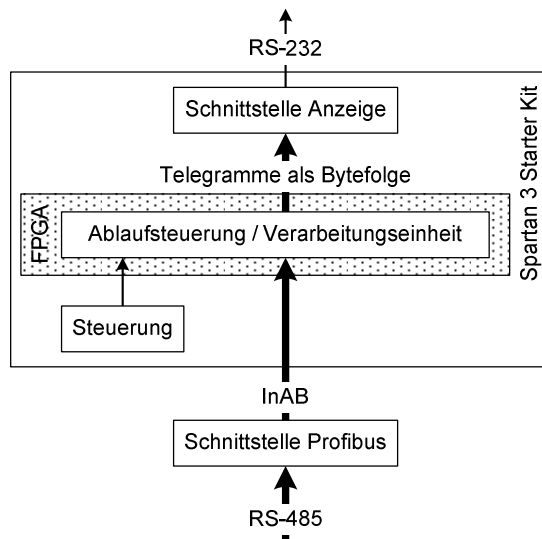 RS-232
Schnittstelle Anzeige
Telegramme als Bytefolge
FPGA
Ablaufsteuerung / Verarbeitungseinheit
Spartan 3 Starter Kit
Steuerung
InAB
Schnittstelle Profibus
RS-485